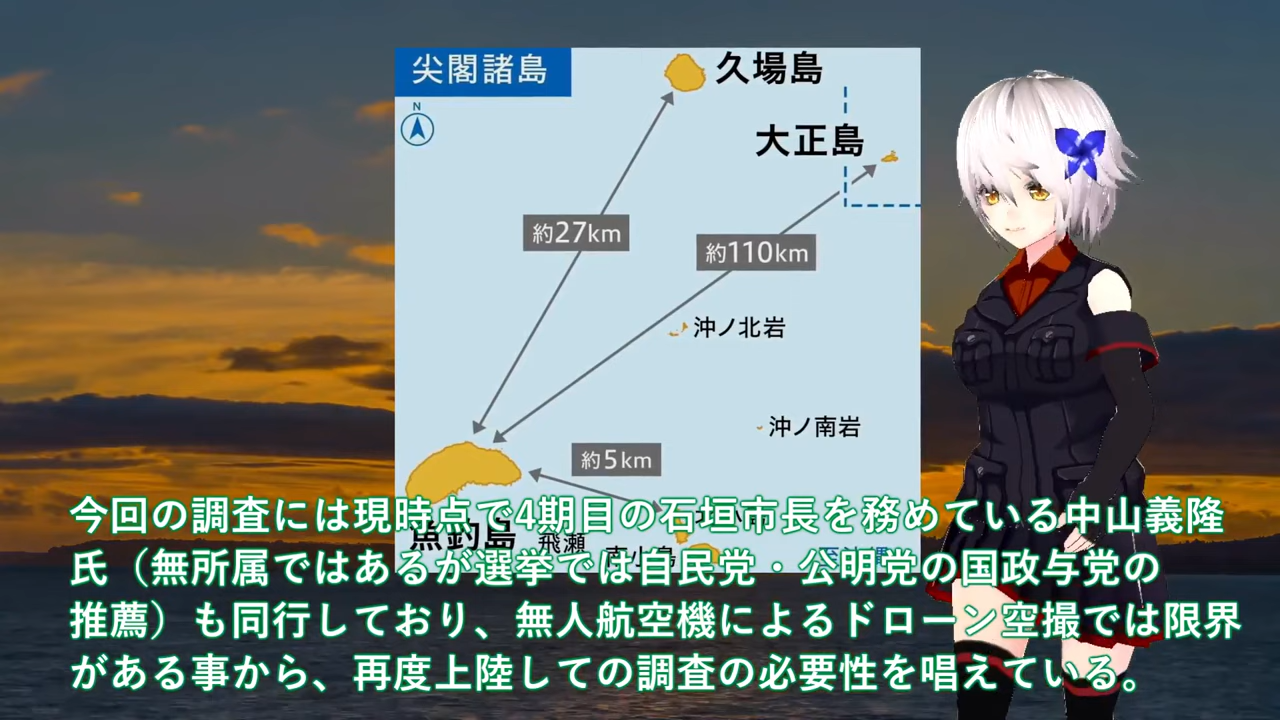 尖閣諸島
久場島
N
大正島
約27km
約110km
沖ノ北岩
沖ノ南岩
約5km
魚釣島
飛瀬
南小島
今回の調査には現時点で4期目の石垣市長を務めている中山義隆
氏（無所属ではあるが選挙では自民党・公明党の国政与党の
推薦）も同行しており、無人航空機によるドローン空撮では限界
がある事から、再度上陸しての調査の必要性を唱えている。